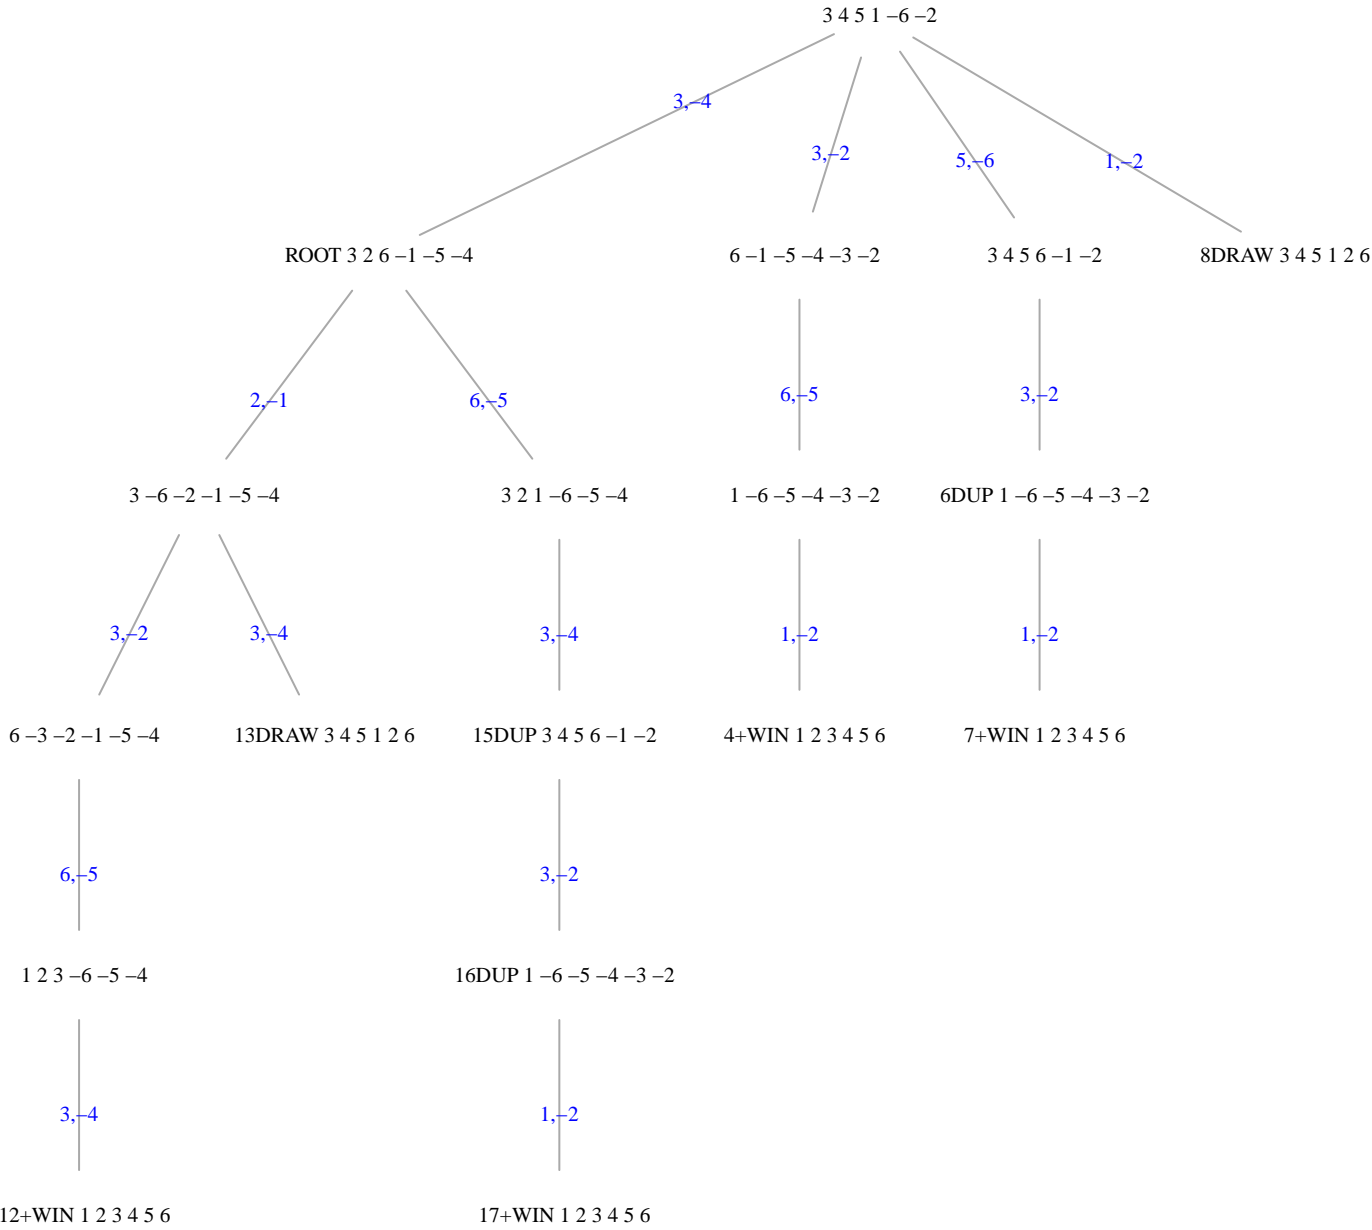 3 4 5 1 –6 –2
3,–4
3,–2
5,–6
1,–2
ROOT 3 2 6 –1 –5 –4
6 –1 –5 –4 –3 –2
3 4 5 6 –1 –2
8DRAW 3 4 5 1 2 6
2,–1
6,–5
6,–5
3,–2
3 –6 –2 –1 –5 –4
3 2 1 –6 –5 –4
1 –6 –5 –4 –3 –2
6DUP 1 –6 –5 –4 –3 –2
3,–2
3,–4
3,–4
1,–2
1,–2
6 –3 –2 –1 –5 –4
13DRAW 3 4 5 1 2 6
15DUP 3 4 5 6 –1 –2
4+WIN 1 2 3 4 5 6
7+WIN 1 2 3 4 5 6
6,–5
3,–2
1 2 3 –6 –5 –4
16DUP 1 –6 –5 –4 –3 –2
3,–4
1,–2
12+WIN 1 2 3 4 5 6
17+WIN 1 2 3 4 5 6